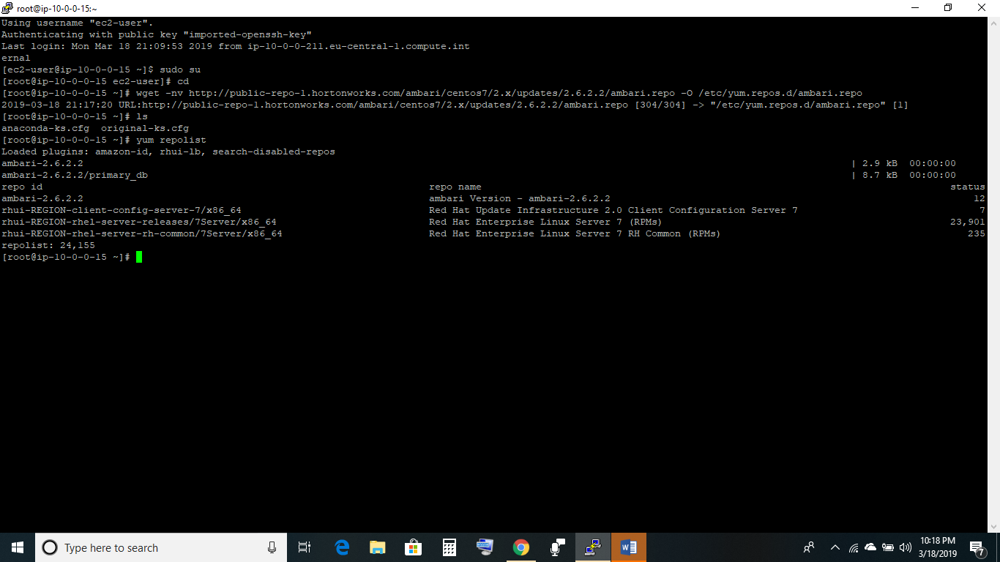 root@ip-10-0-0-15:~
Using username "ec2-user".
Authenticating with public key "imported-openssh-key"
Last login: Mon Mar 18 21:09:53 2019 from ip-10-0-0-211.eu-central-1.compute.int
ernal
[ec2-user@ip-10-0-0-15 ~]$ sudo su
[root@ip-10-0-0-15 ec2-user]# cd
[root@ip-10-0-0-15 ~]# wget -nv http://public-repo-1.hortonworks.com/ambari/centos7/2.x/updates/2.6.2.2/ambari.repo -O /etc/yum.repos.d/ambari.repo
2019-03-18 21:17:20 URL:http://public-repo-1.hortonworks.com/ambari/centos7/2.x/updates/2.6.2.2/ambari.repo [304/304] -> "/etc/yum.repos.d/ambari.repo" [1]
[root@ip-10-0-0-15 ~]# ls
anaconda-ks.cfg  original-ks.cfg
[root@ip-10-0-0-15 ~]# yum repolist
Loaded plugins: amazon-id, rhui-lb, search-disabled-repos
ambari-2.6.2.2 | 2.9 kB  00:00:00
ambari-2.6.2.2/primary_db | 8.7 kB  00:00:00
repo id repo name status
ambari-2.6.2.2 ambari Version - ambari-2.6.2.2 12
rhui-REGION-client-config-server-7/x86_64 Red Hat Update Infrastructure 2.0 Client Configuration Server 7 7
rhui-REGION-rhel-server-releases/7Server/x86_64 Red Hat Enterprise Linux Server 7 (RPMs) 23,901
rhui-REGION-rhel-server-rh-common/7Server/x86_64 Red Hat Enterprise Linux Server 7 RH Common (RPMs) 235
repolist: 24,155
[root@ip-10-0-0-15 ~]#
Type here to search
10:18 PM
3/18/2019
7